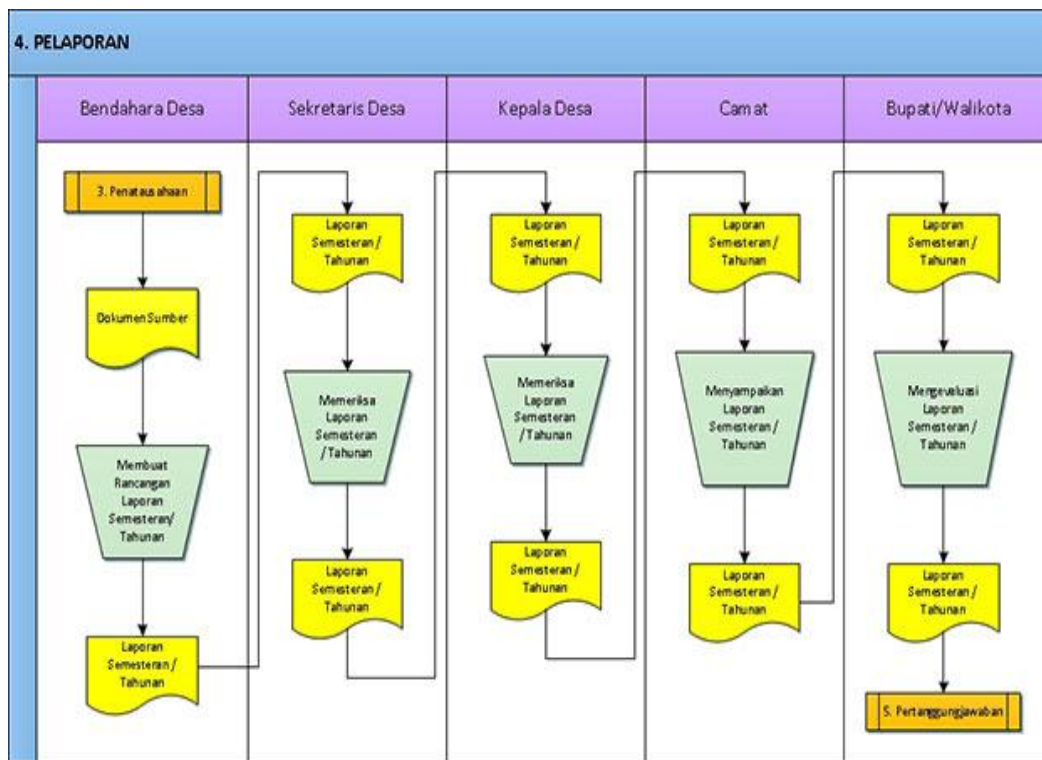 4. PELAPORAN
Bendahara Desa
Sekretaris Desa
Kepala Desa
Camat
Bupati/Walikota
3. Penatausahaan
Dokumen Sumber
Membuat
Rancangan
Laporan
Semesteran/
Tahunan
Laporan
Semesteran /
Tahunan
Laporan
Semesteran /
Tahunan
Memeriksa
Laporan
Semesteran
/Tahunan
Laporan
Semesteran /
Tahunan
Laporan
Semesteran /
Tahunan
Memeriksa
Laporan
Semesteran
/Tahunan
Laporan
Semesteran /
Tahunan
Laporan
Semesteran /
Tahunan
Menyampaikan
Laporan
Semesteran /
Tahunan
Laporan
Semesteran /
Tahunan
Laporan
Semesteran /
Tahunan
Mengevaluasi
Laporan
Semesteran /
Tahunan
Laporan
Semesteran /
Tahunan
5. Pertanggungjawaban